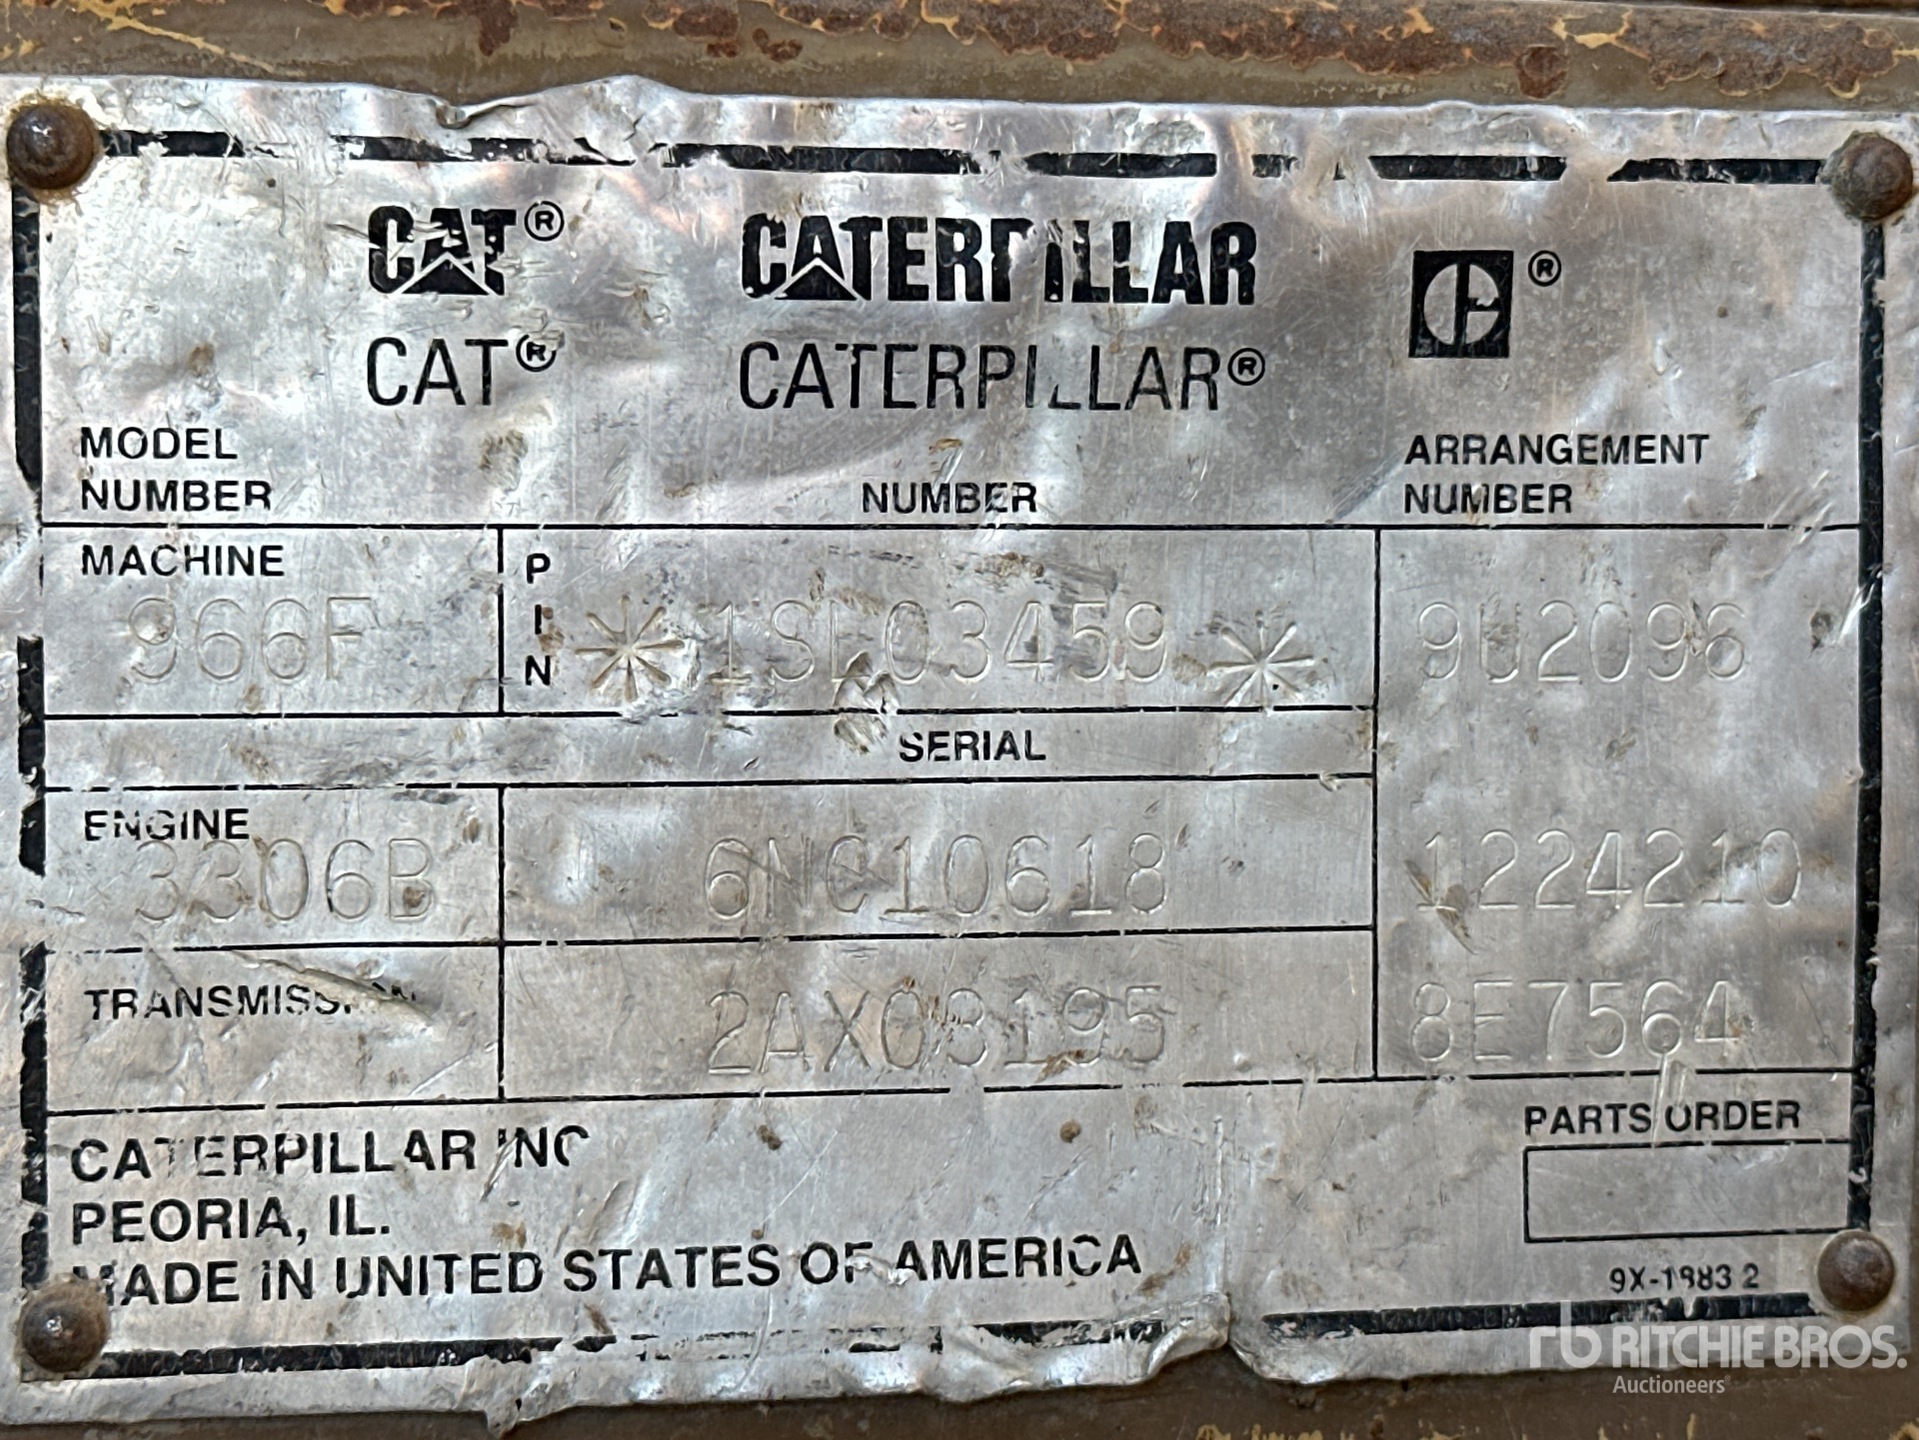 CAT® CATERPILLAR ®
CAT® CATERPILLAR®
MODEL NUMBER NUMBER ARRANGEMENT NUMBER
MACHINE PIN
966F *1SL03459* 9U2096
SERIAL
ENGINE
3306B 6NC10618 1224210
TRANSMISSION 2AX08195 8E7564
CATERPILLAR INC
PEORIA, IL.
MADE IN UNITED STATES OF AMERICA
PARTS ORDER
9X-1983 2
rb RITCHIE BROS.
Auctioneers